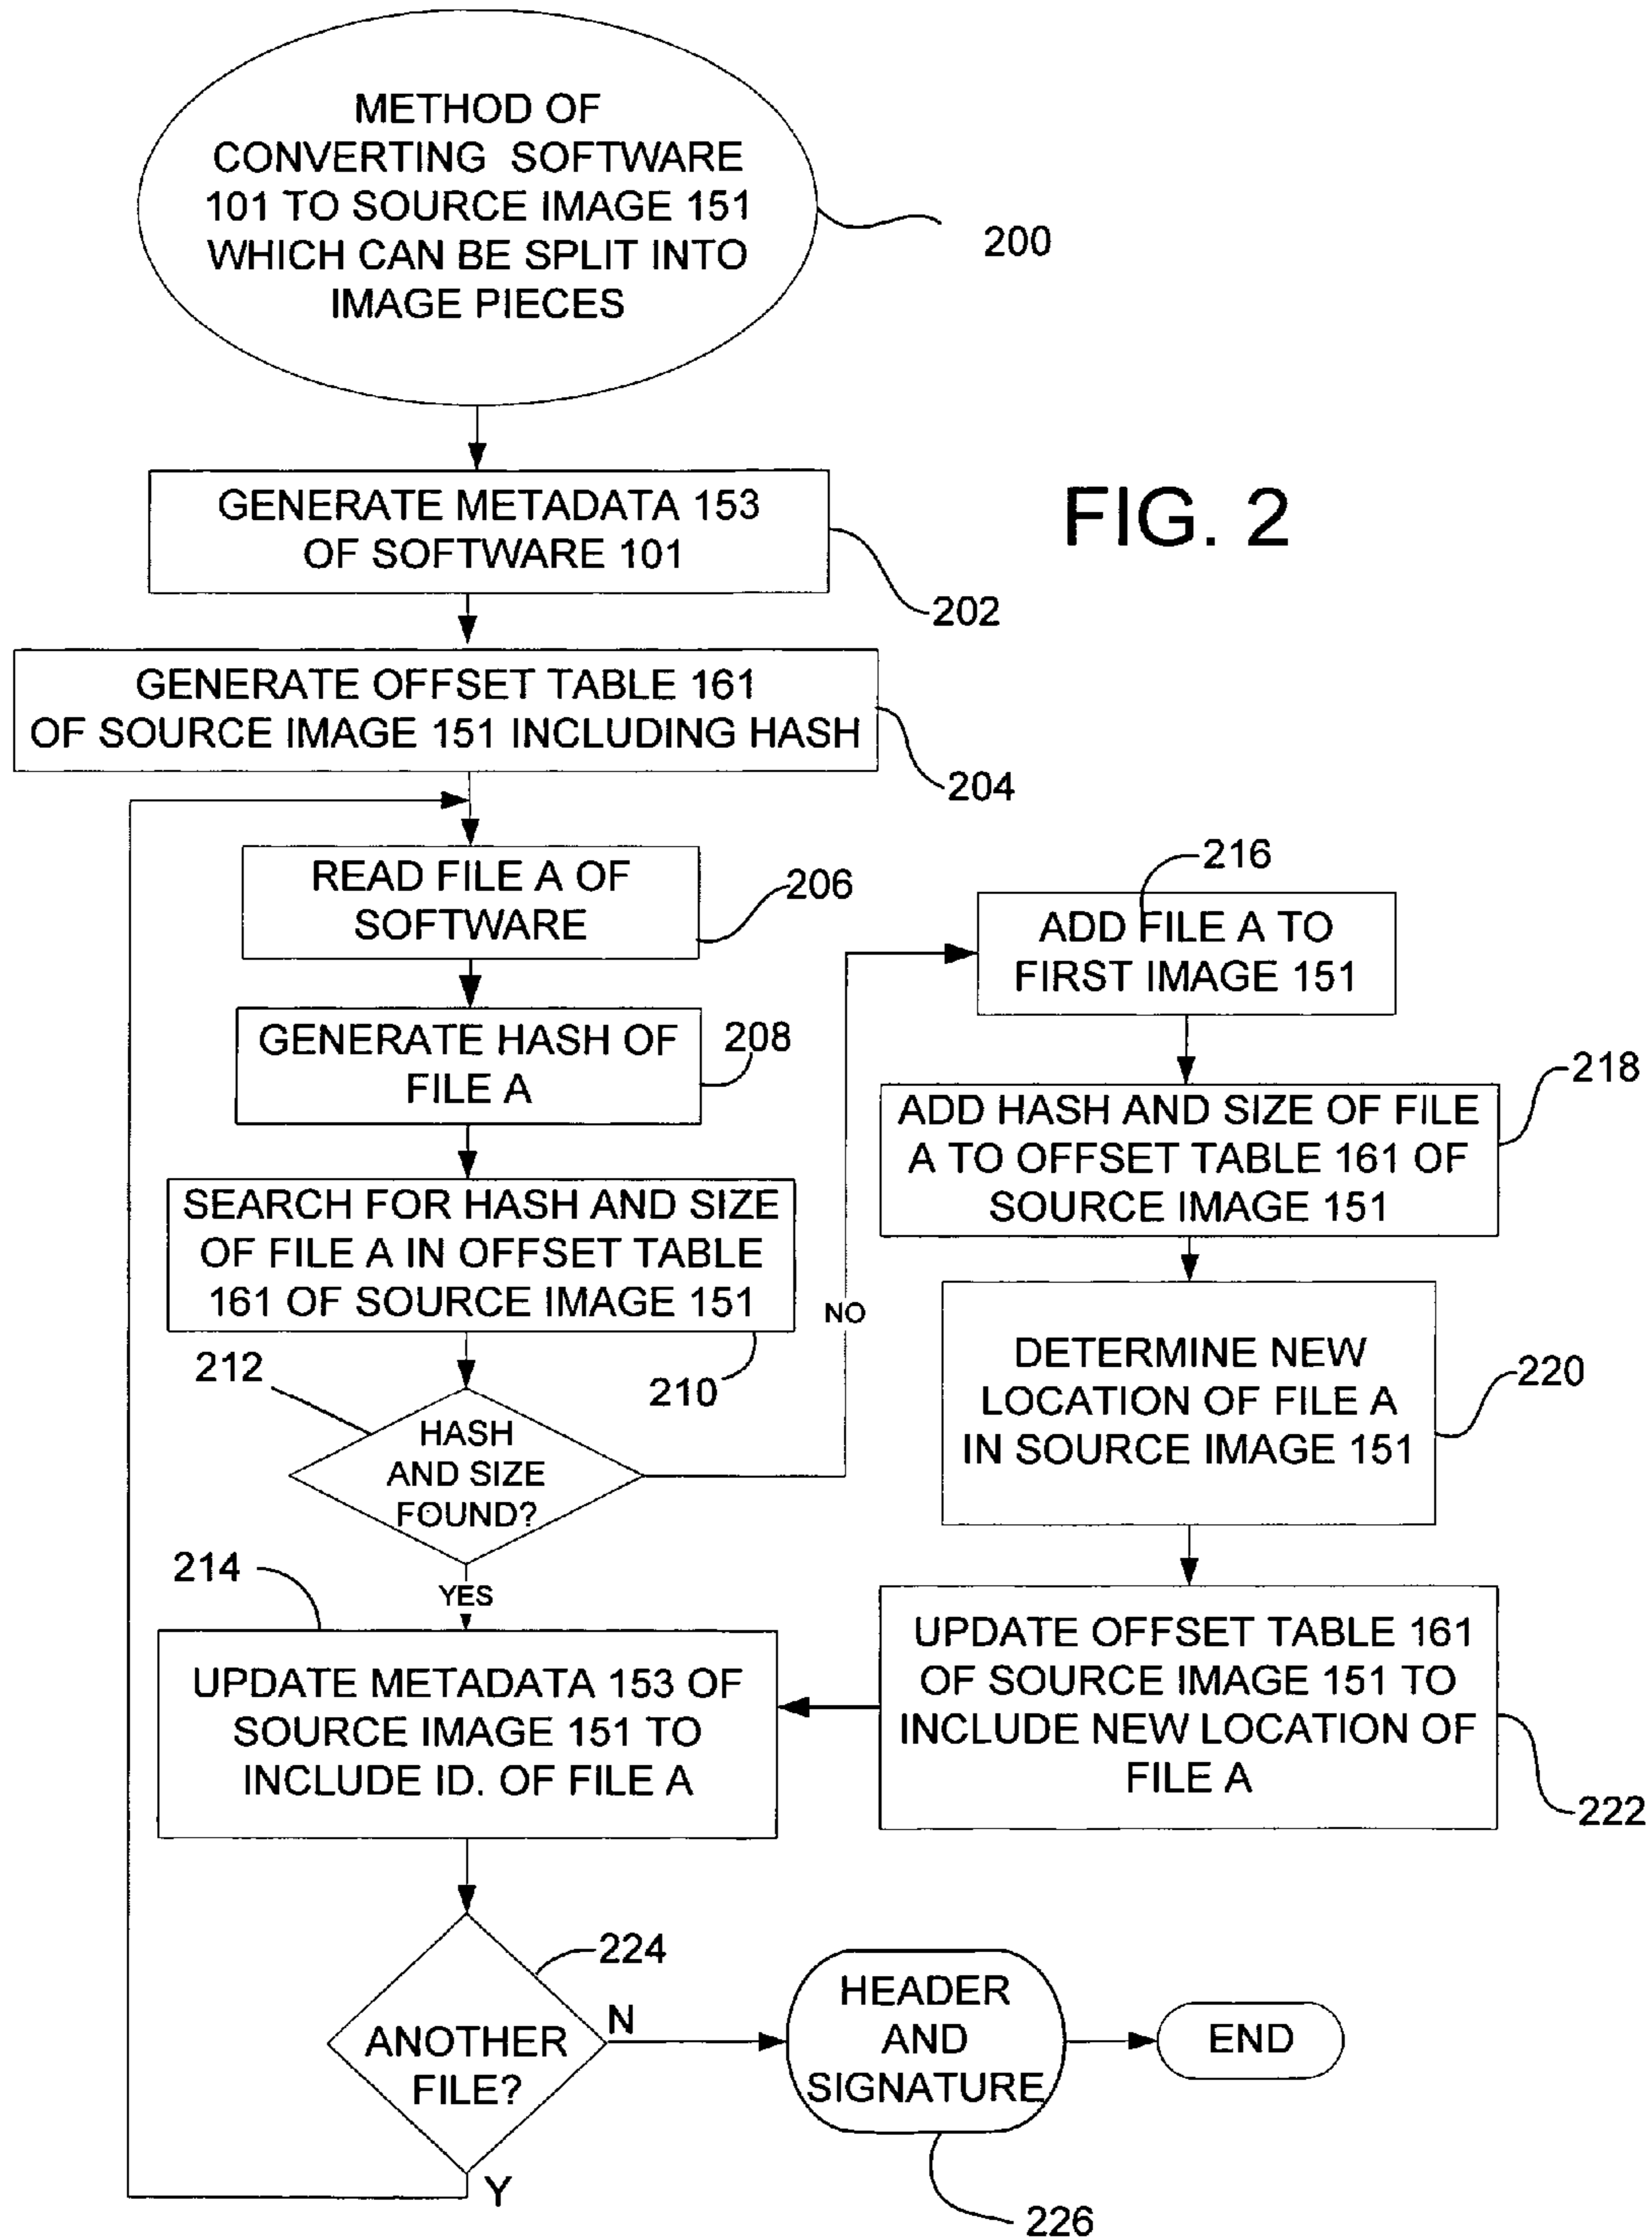 METHOD OF
CONVERTING SOFTWARE
101 TO SOURCE IMAGE 151
WHICH CAN BE SPLIT INTO
IMAGE PIECES
200
GENERATE METADATA 153
OF SOFTWARE 101
202
FIG. 2
GENERATE OFFSET TABLE 161
OF SOURCE IMAGE 151 INCLUDING HASH
204
READ FILE A OF
SOFTWARE
206
GENERATE HASH OF
FILE A
208
SEARCH FOR HASH AND SIZE
OF FILE A IN OFFSET TABLE
161 OF SOURCE IMAGE 151
210
212
HASH
AND SIZE
FOUND?
NO
YES
216
ADD FILE A TO
FIRST IMAGE 151
218
ADD HASH AND SIZE OF FILE
A TO OFFSET TABLE 161 OF
SOURCE IMAGE 151
DETERMINE NEW
LOCATION OF FILE A
IN SOURCE IMAGE 151
220
UPDATE OFFSET TABLE 161
OF SOURCE IMAGE 151 TO
INCLUDE NEW LOCATION OF
FILE A
222
214
UPDATE METADATA 153 OF
SOURCE IMAGE 151 TO
INCLUDE ID. OF FILE A
224
ANOTHER
FILE?
N
Y
HEADER
AND
SIGNATURE
226
END